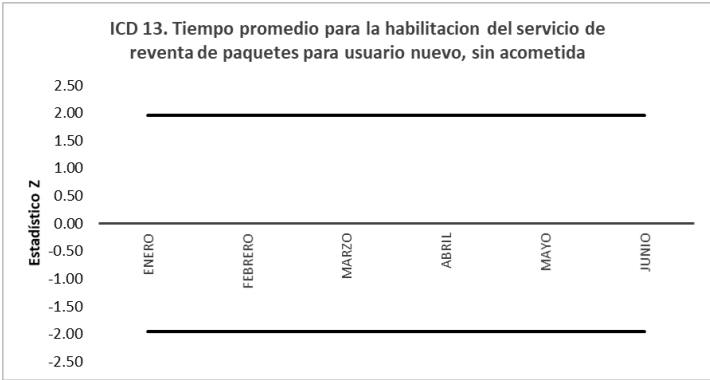 ICD 13. Tiempo promedio para la habilitacion del servicio de
reventa de paquetes para usuario nuevo, sin acometida
2.50
2.00
1.50
1.00
0.50
0.00
-0.50
-1.00
-1.50
-2.00
-2.50
Estadístico Z
ENERO
FEBRERO
MARZO
ABRIL
MAYO
JUNIO